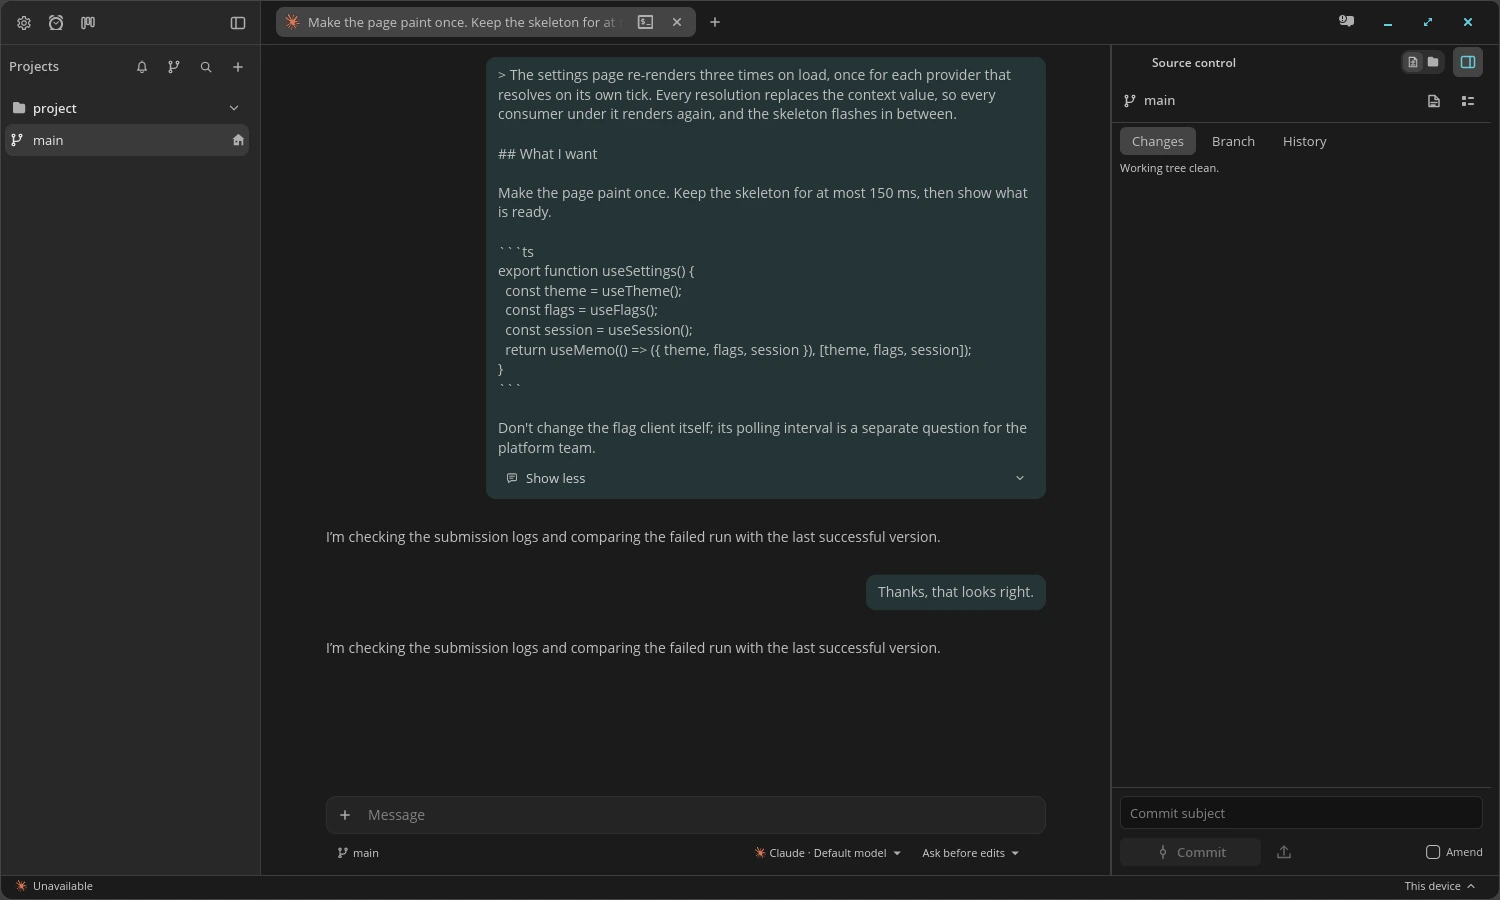 Make the page paint once. Keep the skeleton for at
Projects
project
main
> The settings page re-renders three times on load, once for each provider that
resolves on its own tick. Every resolution replaces the context value, so every
consumer under it renders again, and the skeleton flashes in between.
## What I want
Make the page paint once. Keep the skeleton for at most 150 ms, then show what
is ready.
```ts
export function useSettings() {
  const theme = useTheme();
  const flags = useFlags();
  const session = useSession();
  return useMemo(() => ({ theme, flags, session }), [theme, flags, session]);
}
```
Don't change the flag client itself; its polling interval is a separate question for the
platform team.
Show less
I'm checking the submission logs and comparing the failed run with the last successful version.
Thanks, that looks right.
I'm checking the submission logs and comparing the failed run with the last successful version.
Message
main
Claude · Default model
Ask before edits
Source control
main
Changes
Branch
History
Working tree clean.
Commit subject
Commit
Amend
Unavailable
This device